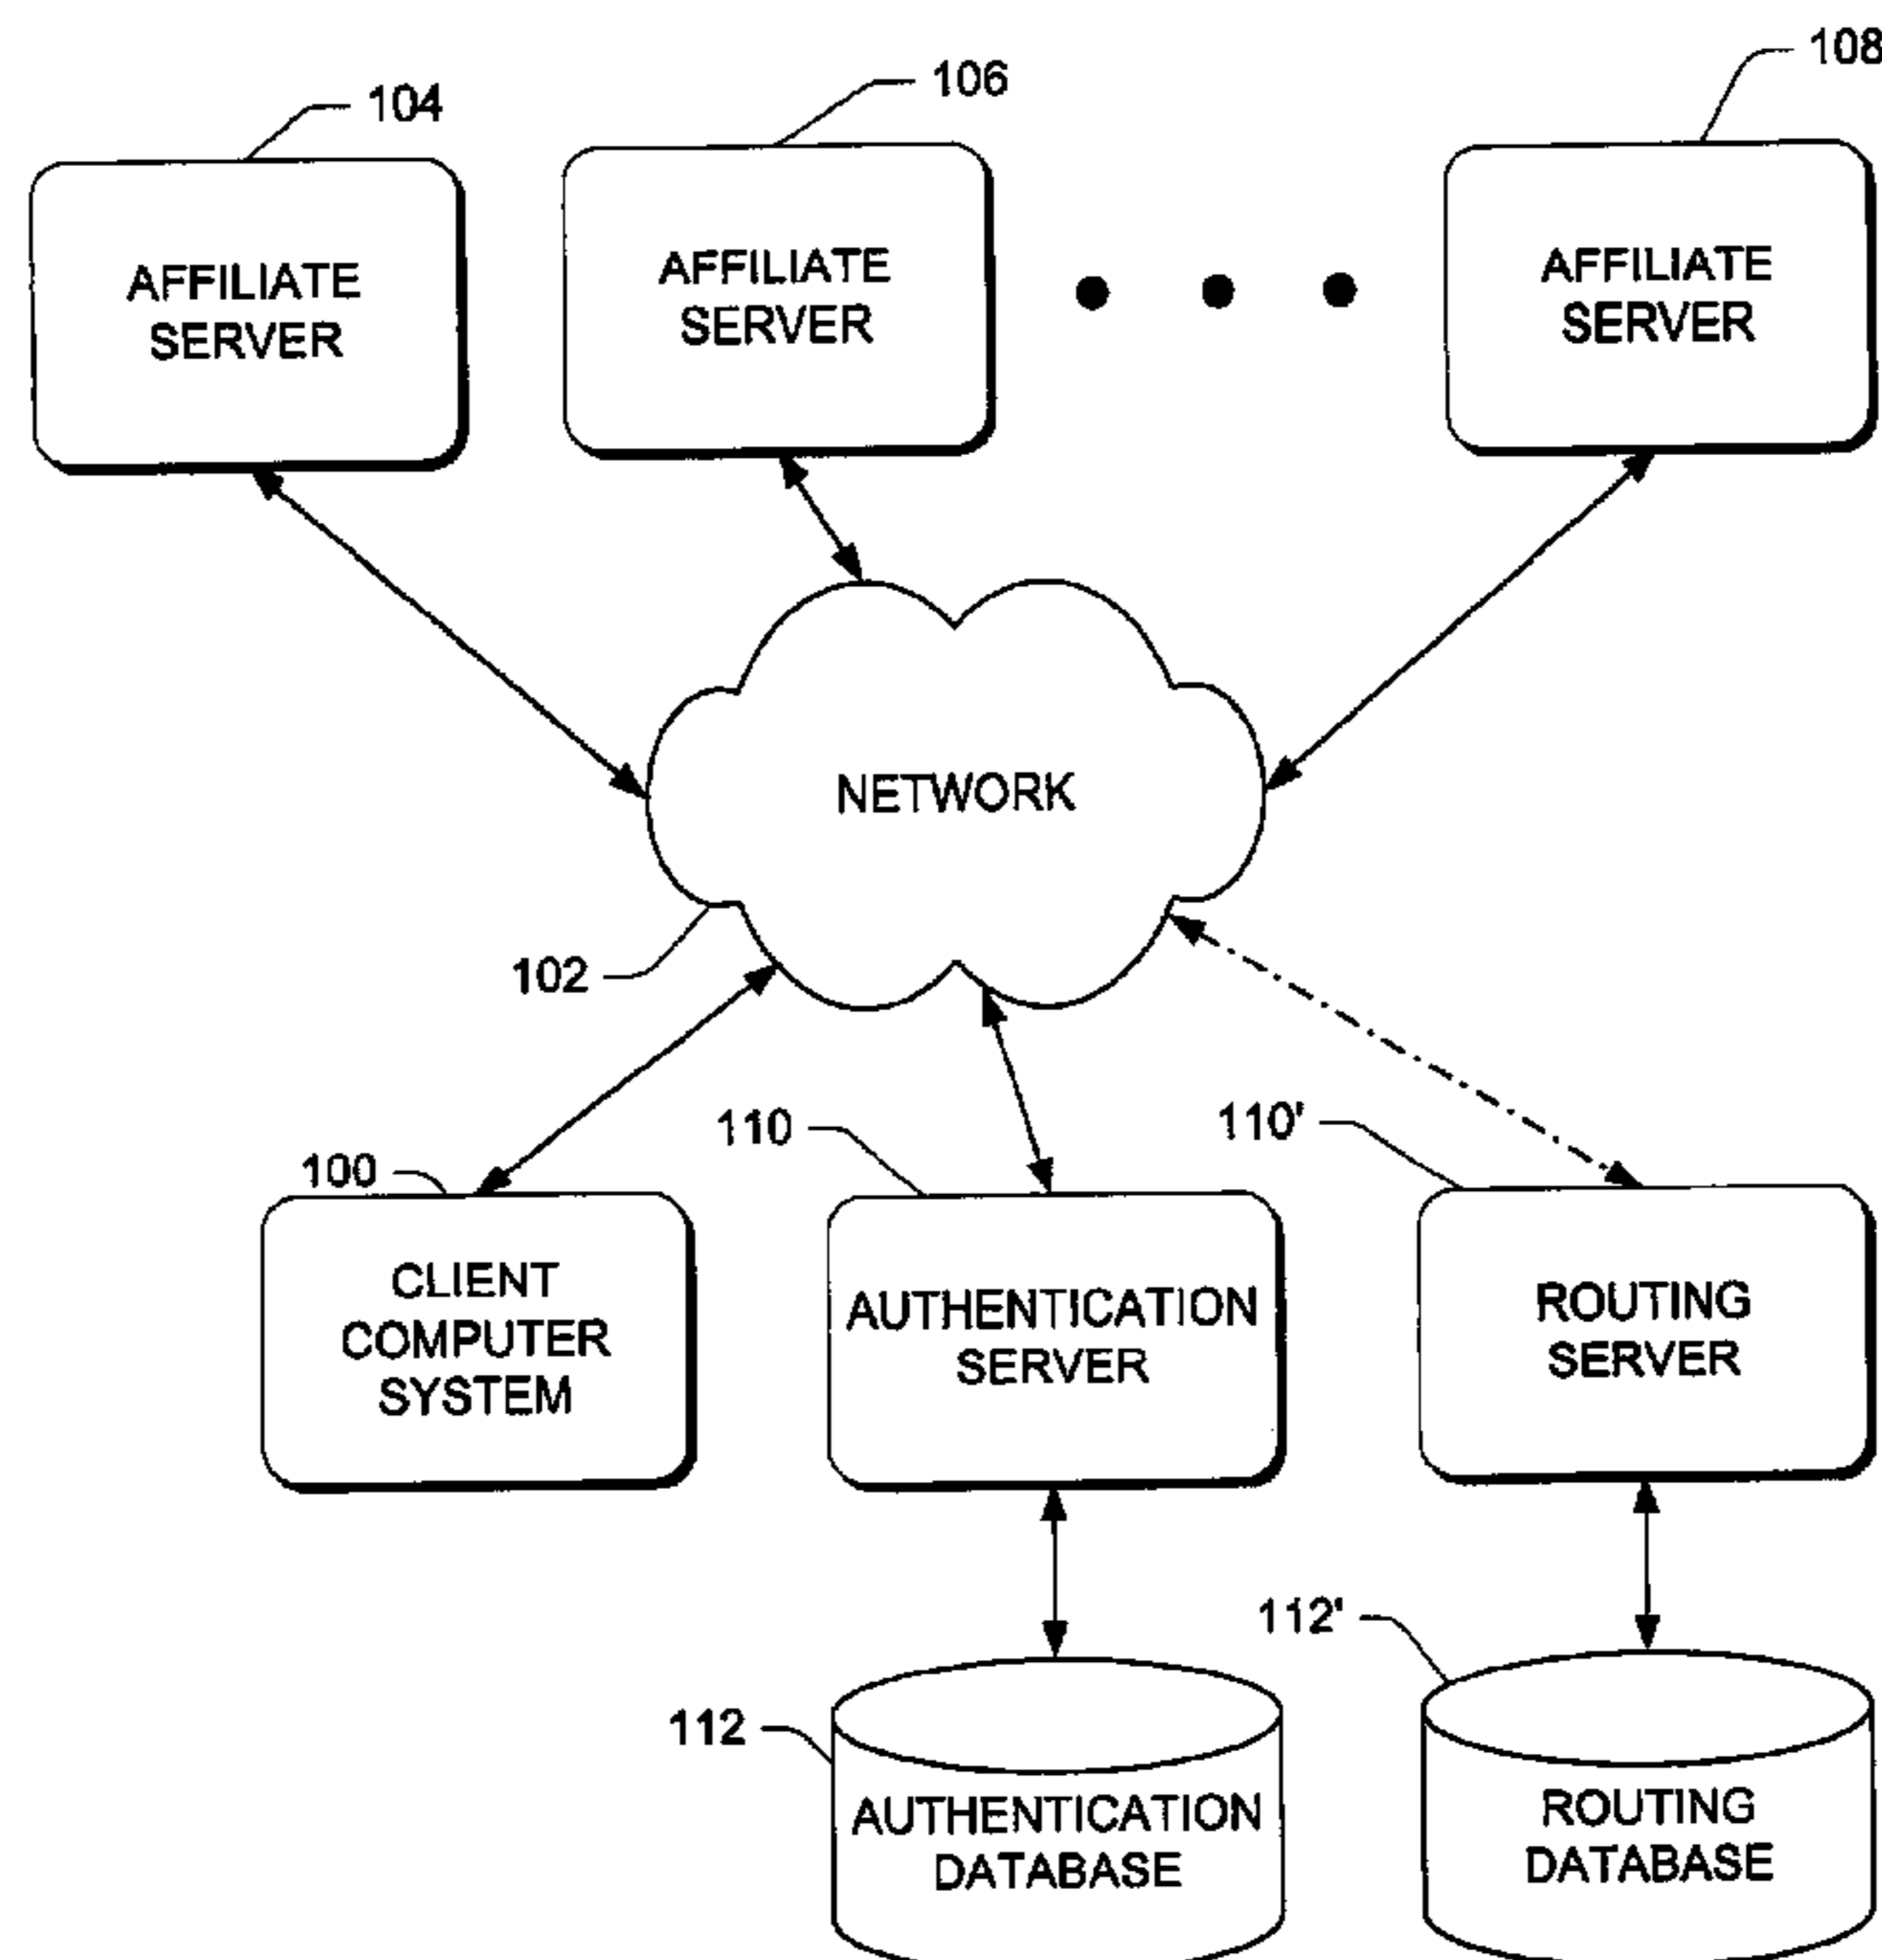 104
106
108
AFFILIATE
SERVER
AFFILIATE
SERVER
AFFILIATE
SERVER
NETWORK
102
100
110
110'
CLIENT
COMPUTER
SYSTEM
AUTHENTICATION
SERVER
ROUTING
SERVER
112
112'
AUTHENTICATION
DATABASE
ROUTING
DATABASE